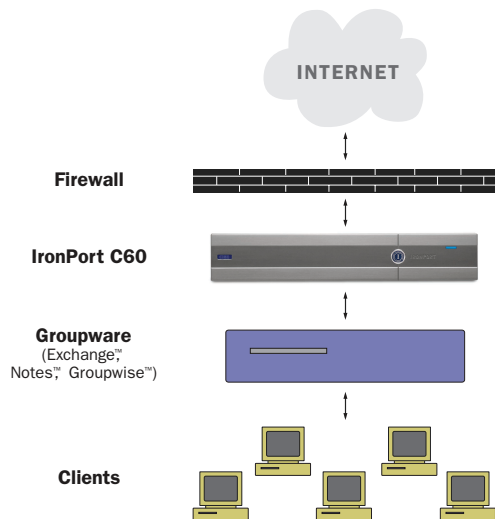 INTERNET
Firewall
IronPort C60
Groupware
(Exchange™,
Notes™, Groupwise™)
Clients